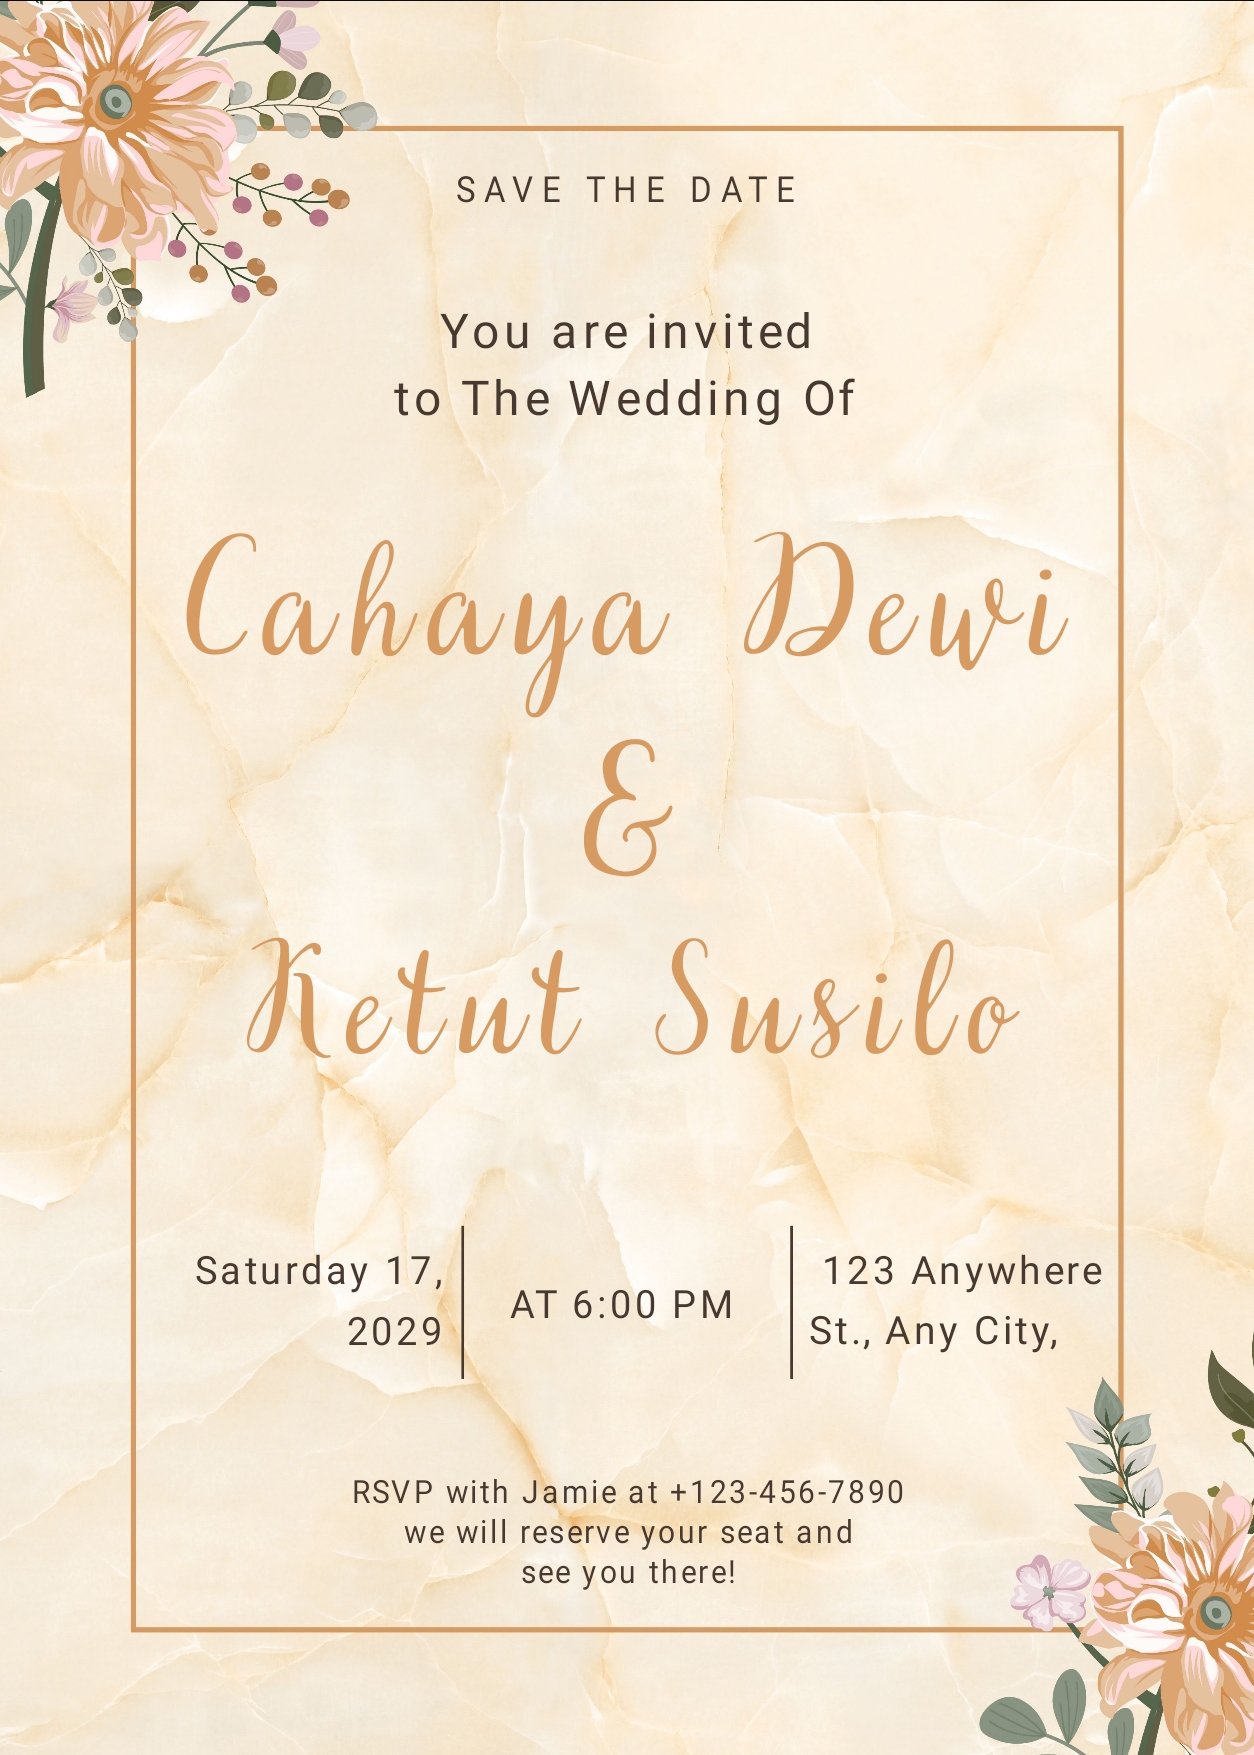 SAVE THE DATE
You are invited
to The Wedding Of
Cahaya Dewi
&
Ketut Susilo
Saturday 17,
2029
AT 6:00 PM
123 Anywhere
St., Any City,
RSVP with Jamie at +123-456-7890
we will reserve your seat and
see you there!